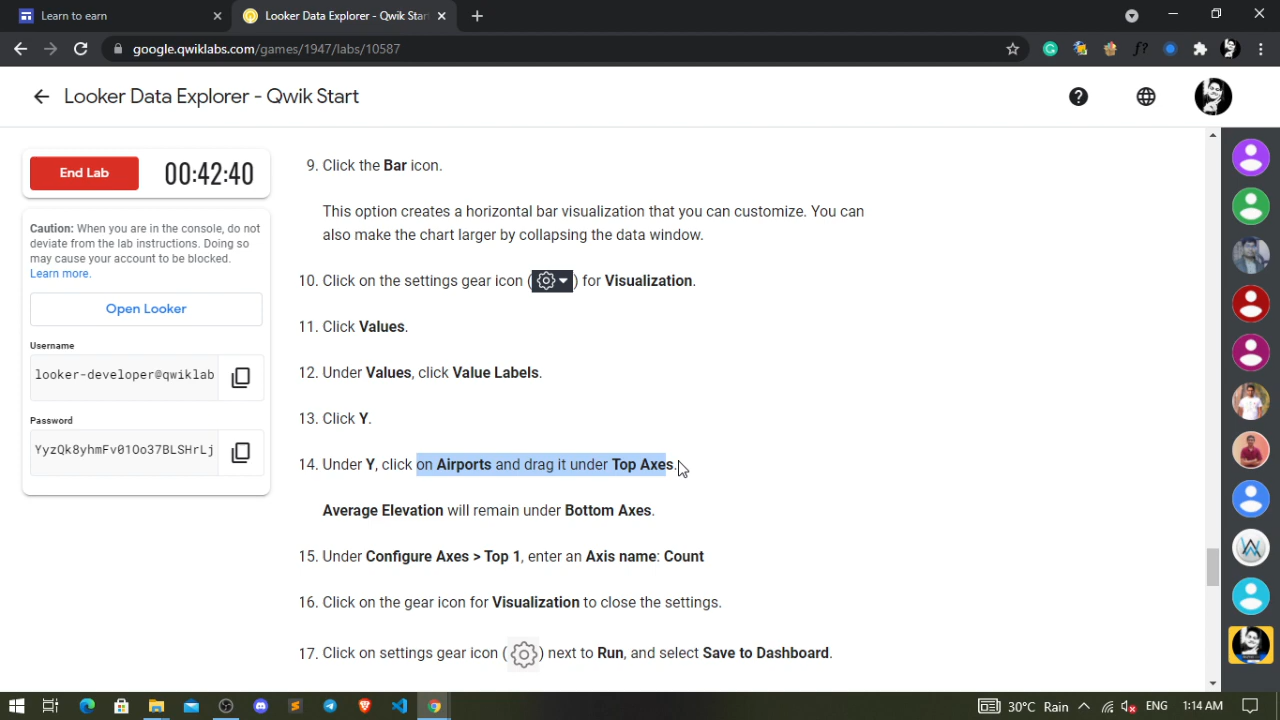 Learn to earn
Looker Data Explorer - Qwik Star
google.qwiklabs.com/games/1947/labs/10587
Looker Data Explorer - Qwik Start
End Lab
00:42:40
Caution: When you are in the console, do not
deviate from the lab instructions. Doing so
may cause your account to be blocked.
Learn more.
Open Looker
Username
looker-developer@qwiklab
Password
YyzQk8yhmFv01Oo37BLSHrLj
9. Click the Bar icon.
This option creates a horizontal bar visualization that you can customize. You can
also make the chart larger by collapsing the data window.
10. Click on the settings gear icon ( ) for Visualization.
11. Click Values.
12. Under Values, click Value Labels.
13. Click Y.
14. Under Y, click on Airports and drag it under Top Axes.
Average Elevation will remain under Bottom Axes.
15. Under Configure Axes > Top 1, enter an Axis name: Count
16. Click on the gear icon for Visualization to close the settings.
17. Click on settings gear icon ( ) next to Run, and select Save to Dashboard.
30°C Rain
ENG
1:14 AM